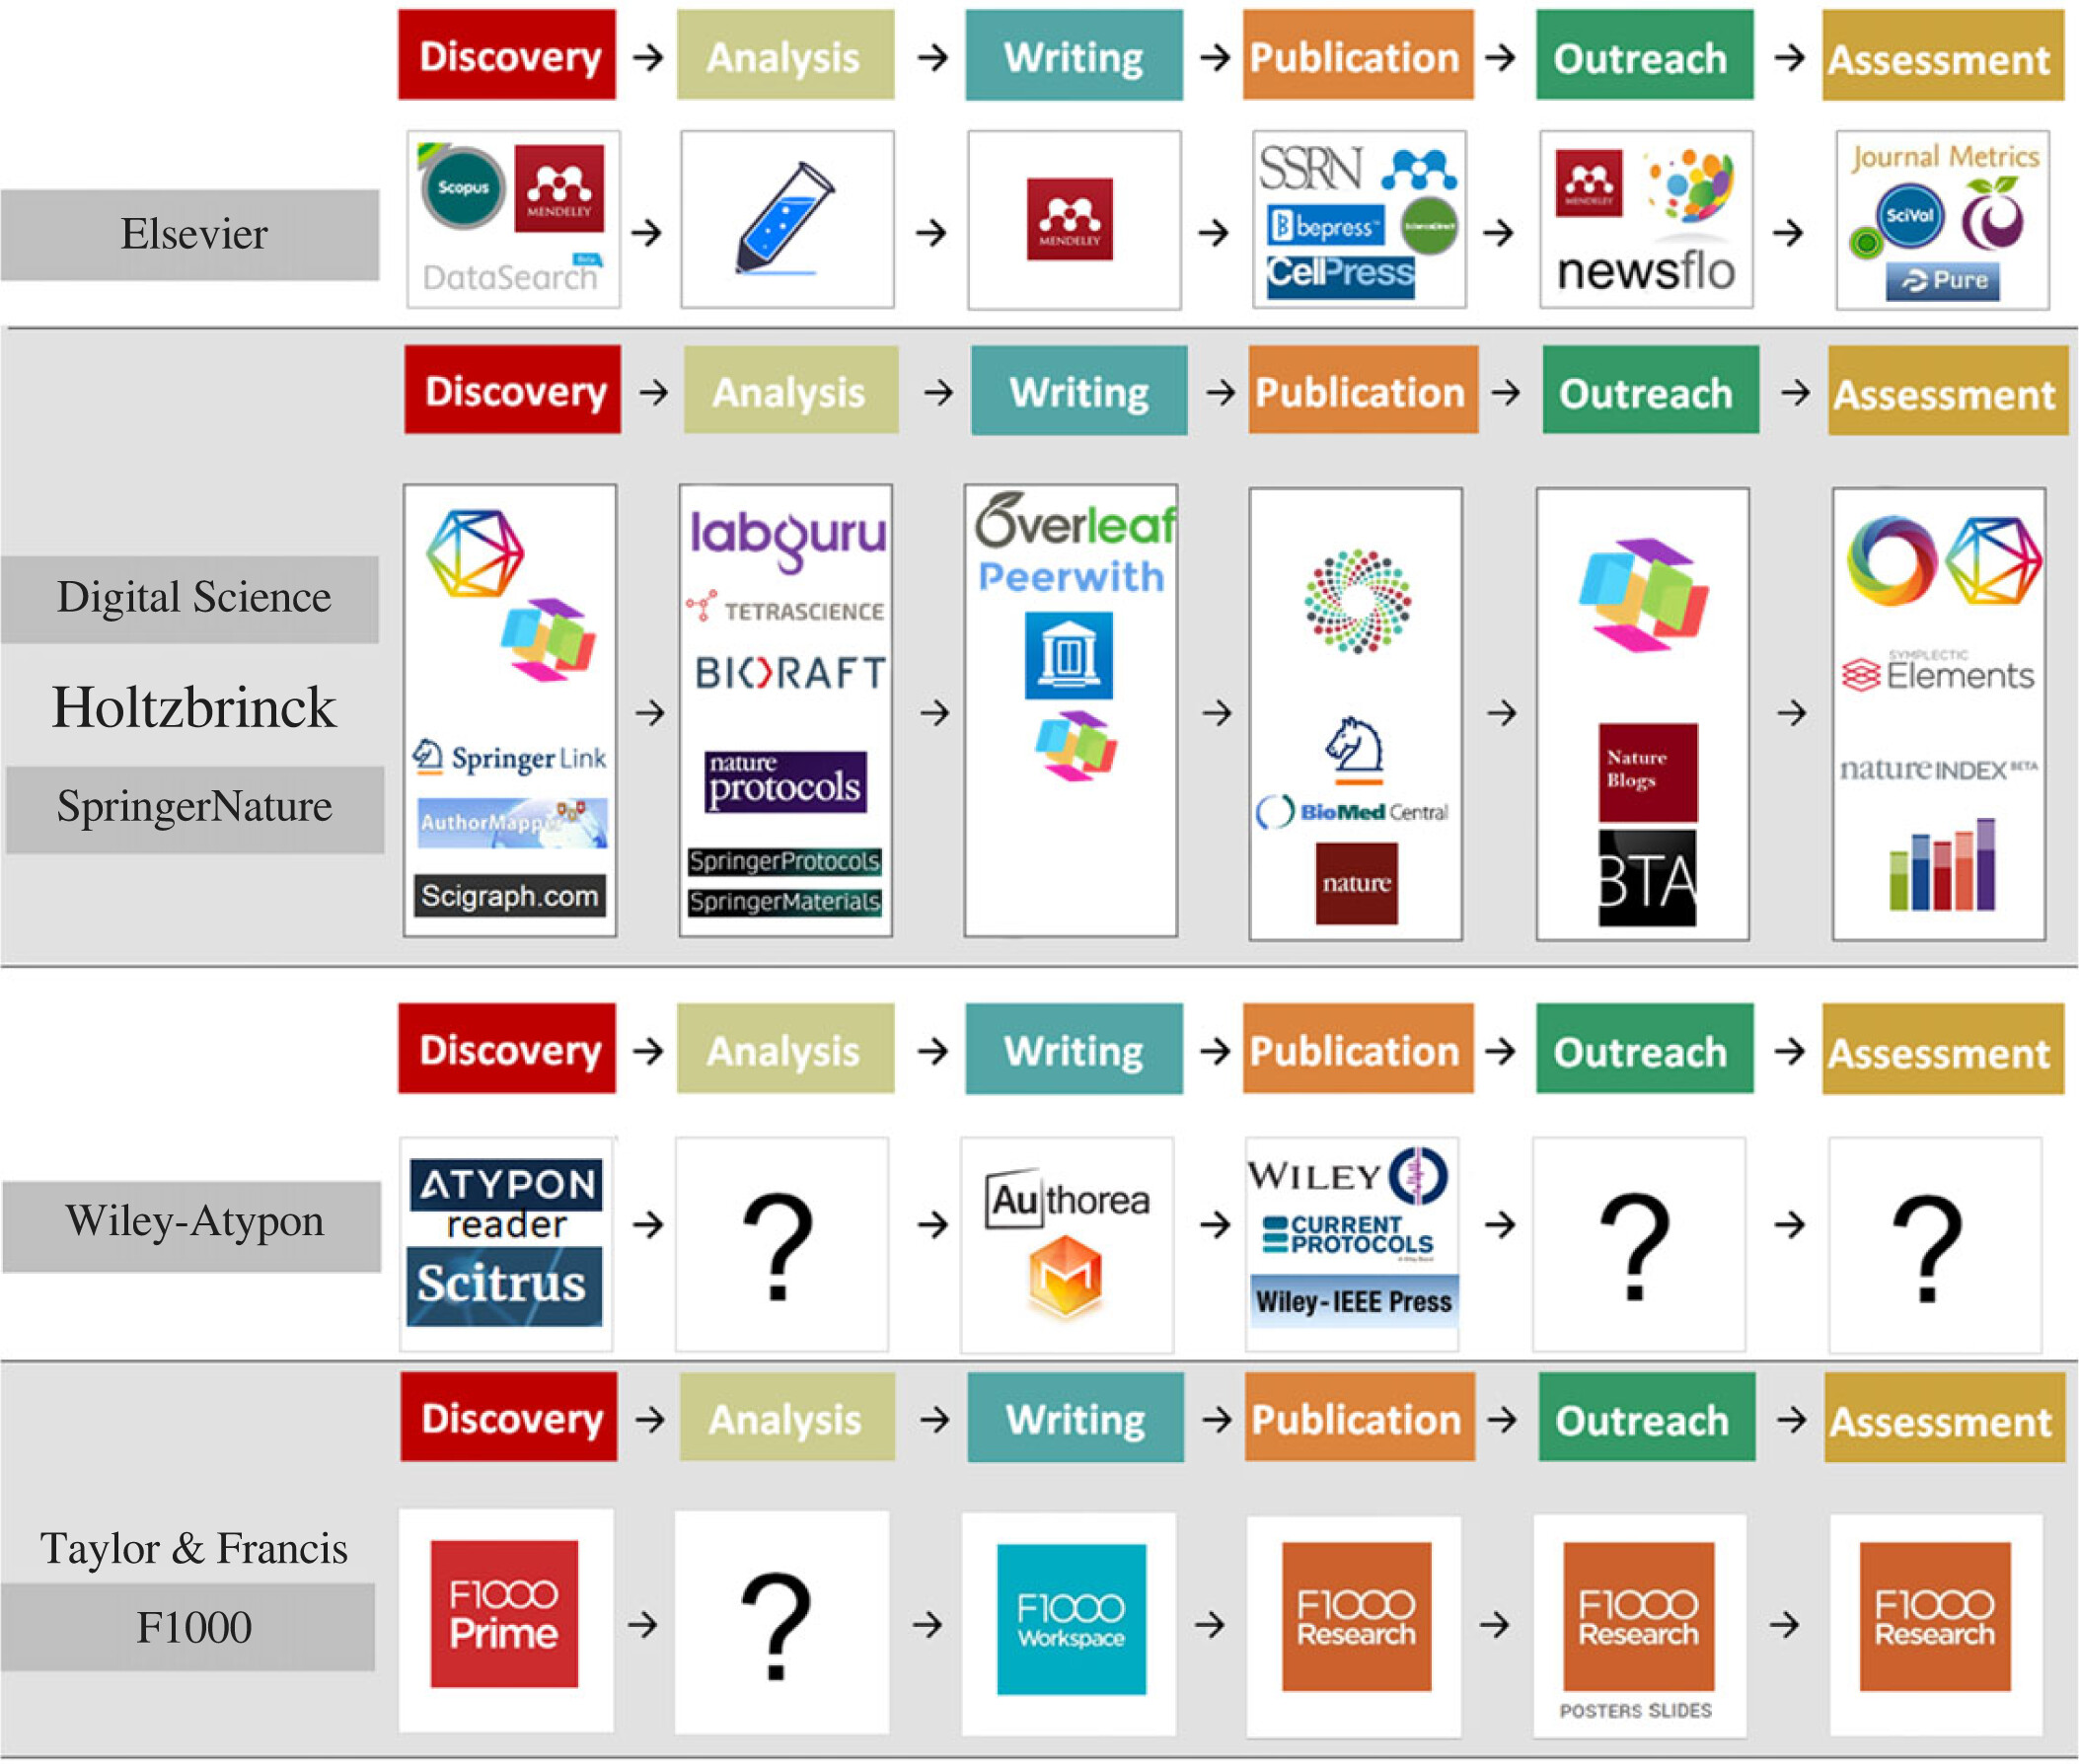 Discovery → Analysis → Writing → Publication → Outreach → Assessment
Elsevier
Scopus
MENDELEY
DataSearch
Beta
MENDELEY
SSRN
bepress™
ScienceDirect
CellPress
MENDELEY
newsflo
Journal Metrics
SciVal
Pure
Discovery → Analysis → Writing → Publication → Outreach → Assessment
Digital Science
Holtzbrinck
SpringerNature
Springer Link
AuthorMapper
Scigraph.com
labguru
TETRASCIENCE
BIORAFT
nature
protocols
SpringerProtocols
SpringerMaterials
Overleaf
Peerwith
BioMed Central
nature
Nature
Blogs
BTA
SYMPLECTIC
Elements
nature INDEX BETA
Discovery → Analysis → Writing → Publication → Outreach → Assessment
Wiley-Atypon
ATYPON
reader
Scitrus
?
Authorea
M
WILEY
CURRENT
PROTOCOLS
Wiley-IEEE Press
?
?
Discovery → Analysis → Writing → Publication → Outreach → Assessment
Taylor & Francis
F1000
F1000
Prime
?
F1000
Workspace
F1000
Research
F1000
Research
POSTERS SLIDES
F1000
Research